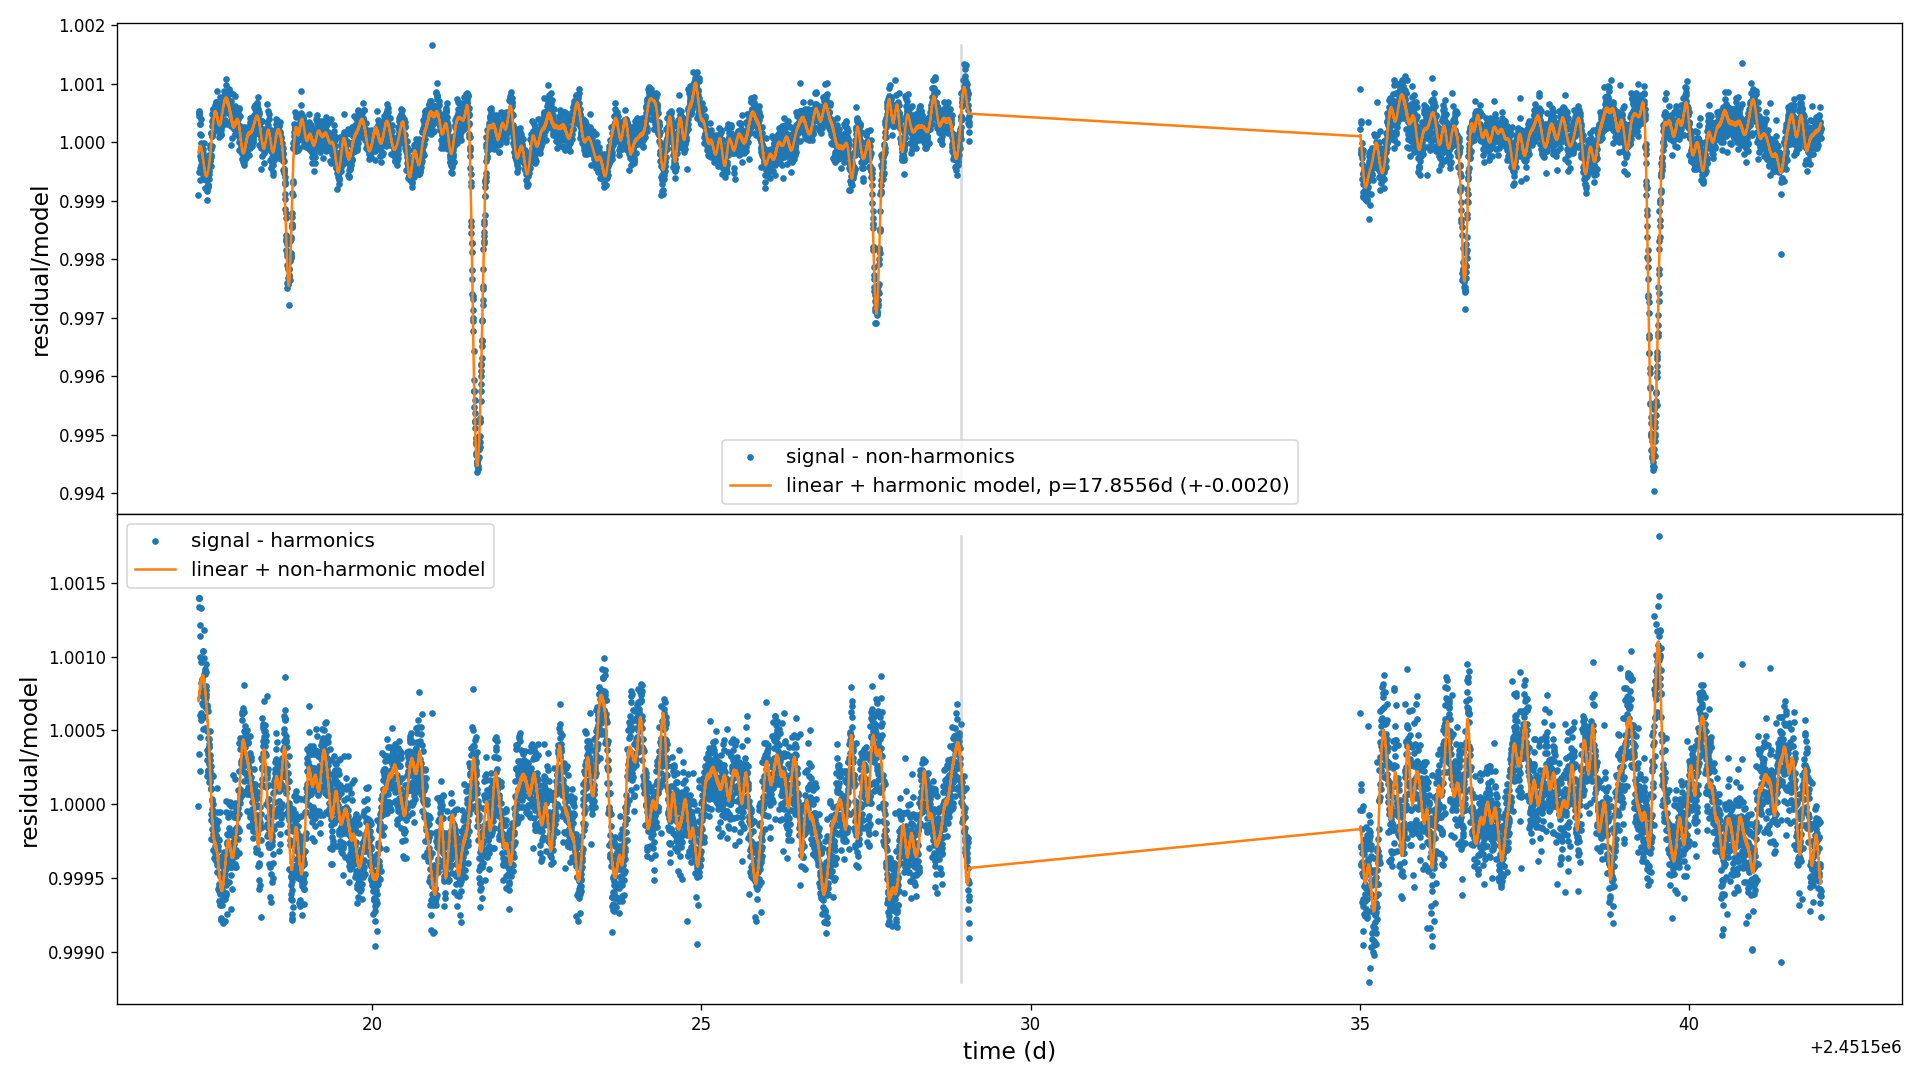 1.002
1.001
1.000
0.999
0.998
0.997
0.996
0.995
0.994
residual/model
signal - non-harmonics
linear + harmonic model, p=17.8556d (+-0.0020)
signal - harmonics
linear + non-harmonic model
1.0015
1.0010
1.0005
1.0000
0.9995
0.9990
residual/model
20 25 30 35 40
time (d)
+2.4515e6